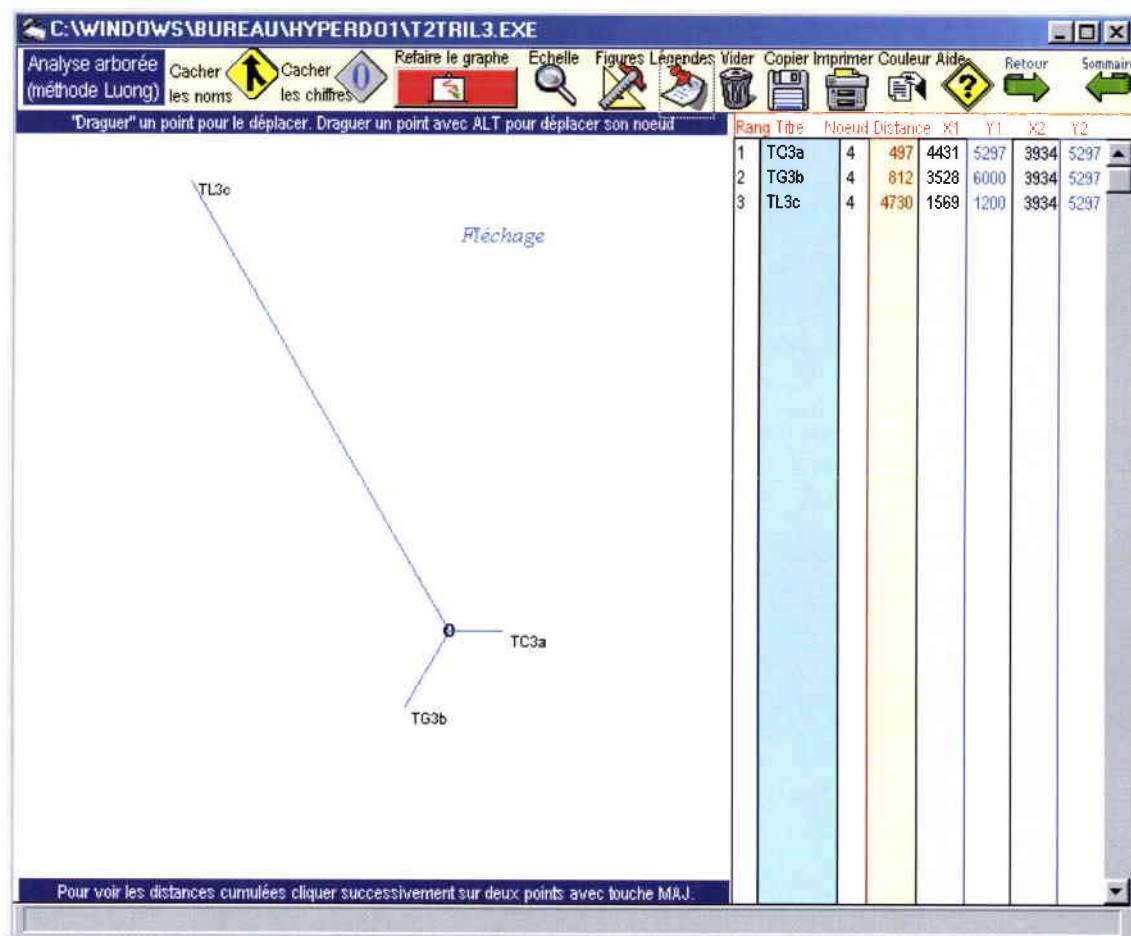 C:\WINDOWS\BUREAU\HYPERDO1\T2TRIL3.EXE
Analyse arborée
(méthode Luong)
Cacher
les noms
Cacher
les chiffres
0
Refaire le graphe
Echelle
Figures
Légendes
Vider
Copier
Imprimer
Couleur
Aide
?
Retour
Sommaire
"Draguer" un point pour le déplacer. Draguer un point avec ALT pour déplacer son noeud
Rang Titre Noeud Distance X1 Y1 X2 Y2
1 TC3a 4 497 4431 5297 3934 5297
2 TG3b 4 812 3528 6000 3934 5297
3 TL3c 4 4730 1569 1200 3934 5297
TL3c
Fléchage
TC3a
TG3b
Pour voir les distances cumulées cliquer successivement sur deux points avec touche MAJ.